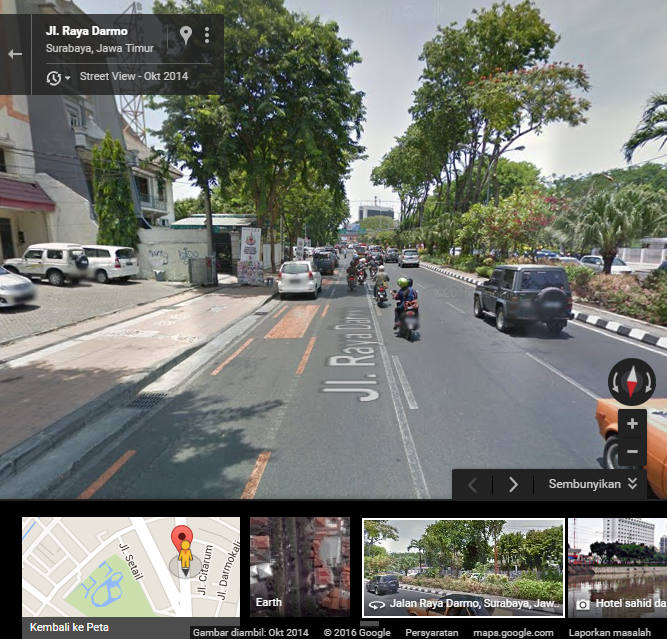 Jl. Raya Darmo
Surabaya, Jawa Timur
Street View - Okt 2014
Jl. Raya Darmo
Sembunyikan
Jl. Setail
Jl. Citarum
Jl. Darmokali
Kembali ke Peta
Earth
Jalan Raya Darmo, Surabaya, Jaw...
Hotel sahid da
Gambar diambil: Okt 2014 © 2016 Google Persyaratan maps.google.com Laporkan masalah